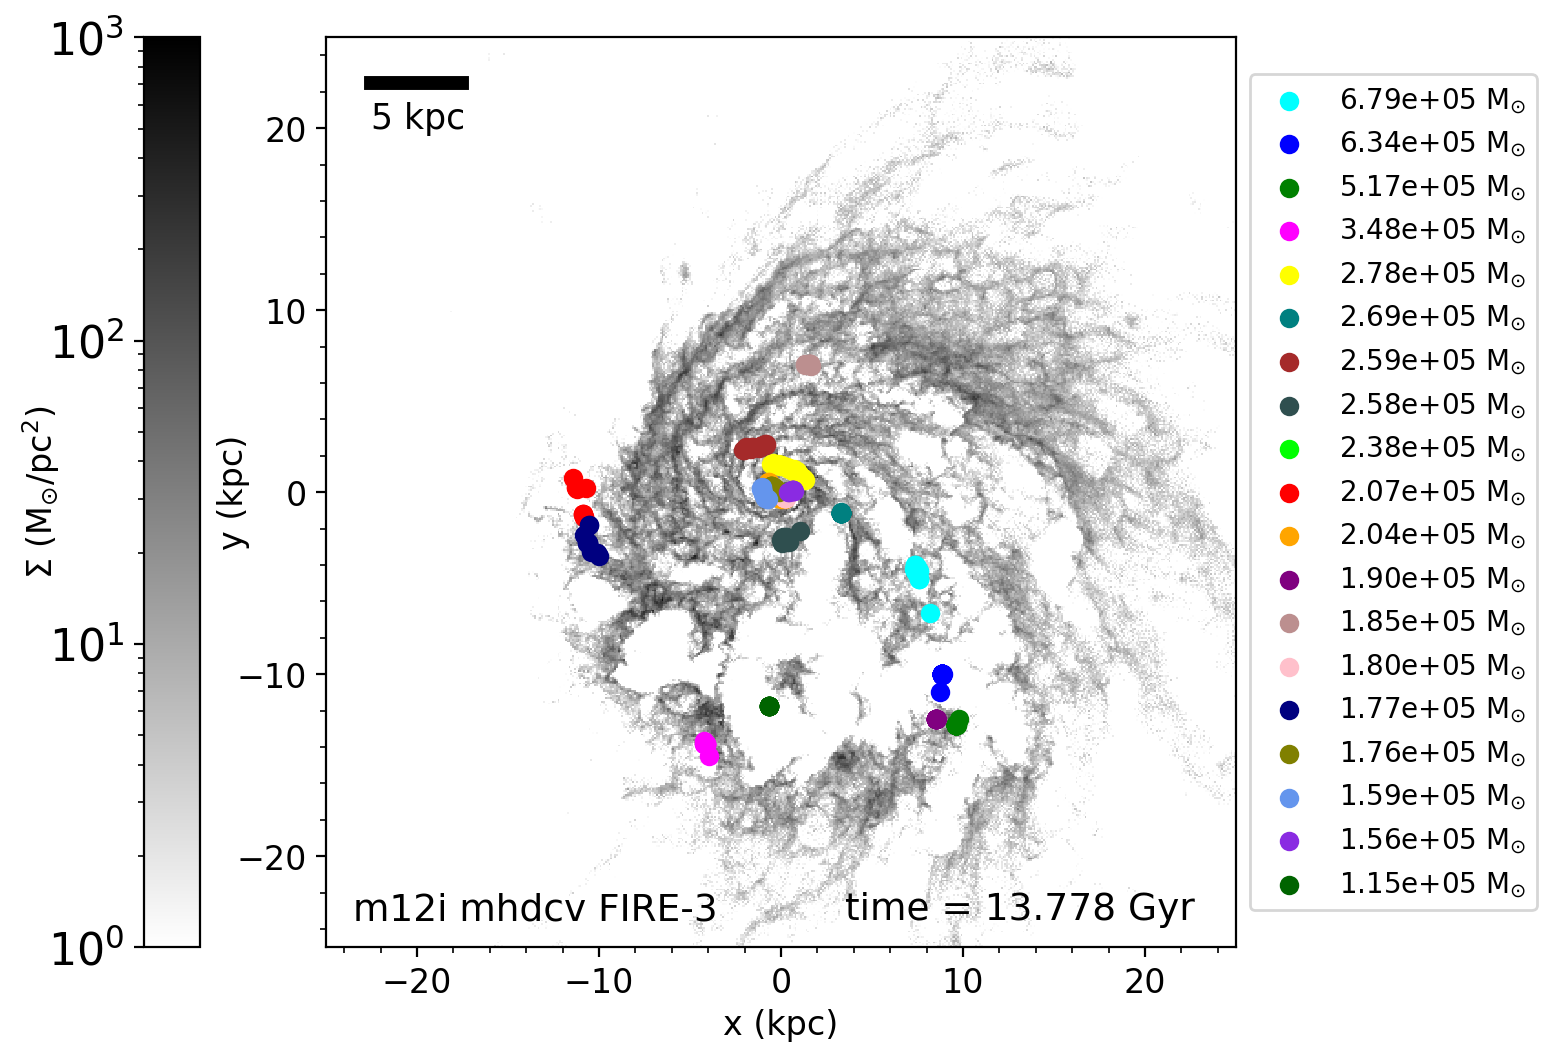 10³
10²
10¹
10⁰
Σ (M☉/pc²)
y (kpc)
20
10
0
−10
−20
5 kpc
m12i mhdcv FIRE-3
time = 13.778 Gyr
−20
−10
0
10
20
x (kpc)
6.79e+05 M☉
6.34e+05 M☉
5.17e+05 M☉
3.48e+05 M☉
2.78e+05 M☉
2.69e+05 M☉
2.59e+05 M☉
2.58e+05 M☉
2.38e+05 M☉
2.07e+05 M☉
2.04e+05 M☉
1.90e+05 M☉
1.85e+05 M☉
1.80e+05 M☉
1.77e+05 M☉
1.76e+05 M☉
1.59e+05 M☉
1.56e+05 M☉
1.15e+05 M☉